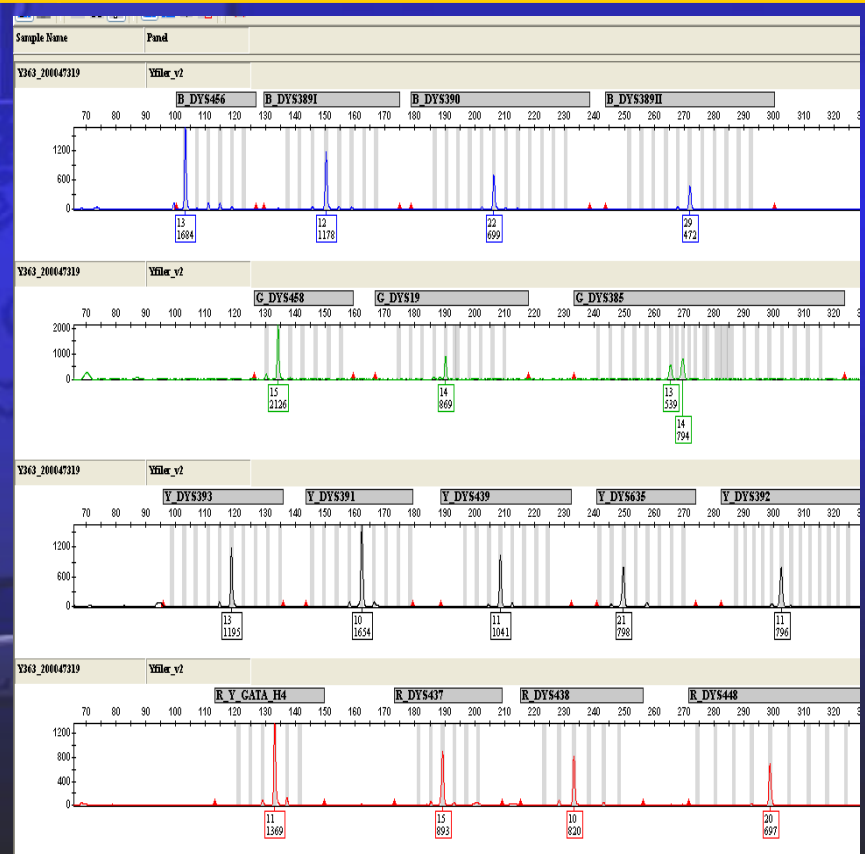 Sample Name Panel
Y363_200047319 Yfiler_v2
B_DYS456 B_DYS389I B_DYS390 B_DYS389II
70 80 90 100 110 120 130 140 150 160 170 180 190 200 210 220 230 240 250 260 270 280 290 300 310 320
1200
600
0
13 12 22 29
1684 1178 699 472
Y363_200047319 Yfiler_v2
G_DYS458 G_DYS19 G_DYS385
70 80 90 100 110 120 130 140 150 160 170 180 190 200 210 220 230 240 250 260 270 280 290 300 310 320
2000
1000
0
15 14 13
2126 869 539
14
794
Y363_200047319 Yfiler_v2
Y_DYS393 Y_DYS391 Y_DYS439 Y_DYS635 Y_DYS392
70 80 90 100 110 120 130 140 150 160 170 180 190 200 210 220 230 240 250 260 270 280 290 300 310 320
1200
600
0
13 10 11 21 11
1195 1654 1041 798 796
Y363_200047319 Yfiler_v2
R_Y_GATA_H4 R_DYS437 R_DYS438 R_DYS448
70 80 90 100 110 120 130 140 150 160 170 180 190 200 210 220 230 240 250 260 270 280 290 300 310 320
1200
800
400
0
11 15 10 20
1369 893 820 697